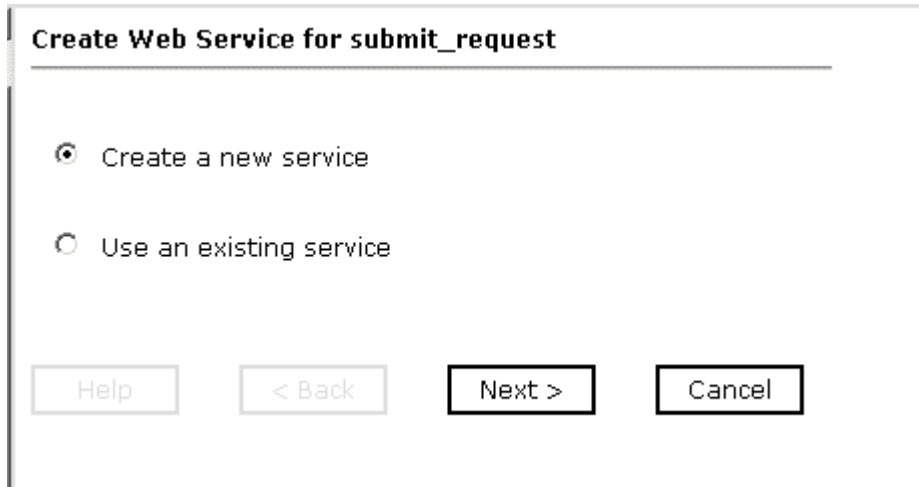 Create Web Service for submit_request
Create a new service
Use an existing service
Help
< Back
Next >
Cancel